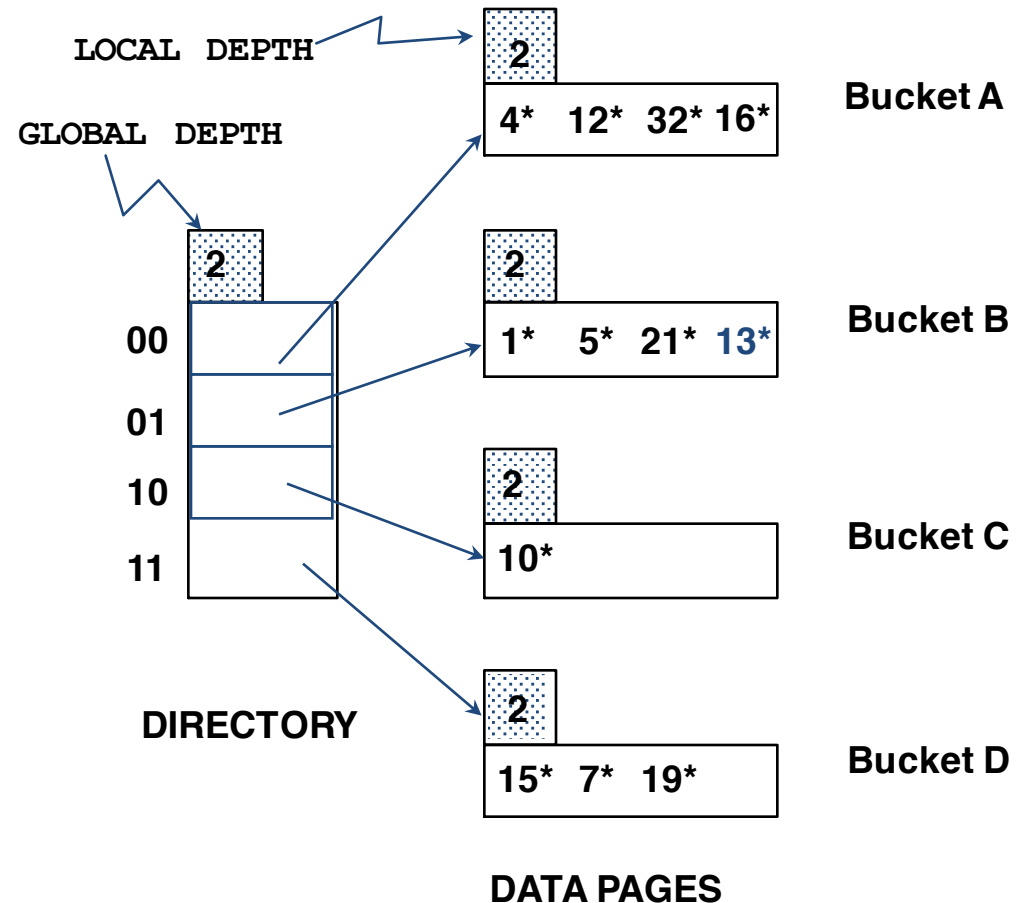 LOCAL DEPTH
2
Bucket A
4* 12* 32* 16*
GLOBAL DEPTH
2
2
Bucket B
00
1* 5* 21* 13*
01
2
10
Bucket C
10*
11
2
DIRECTORY
Bucket D
15* 7* 19*
DATA PAGES